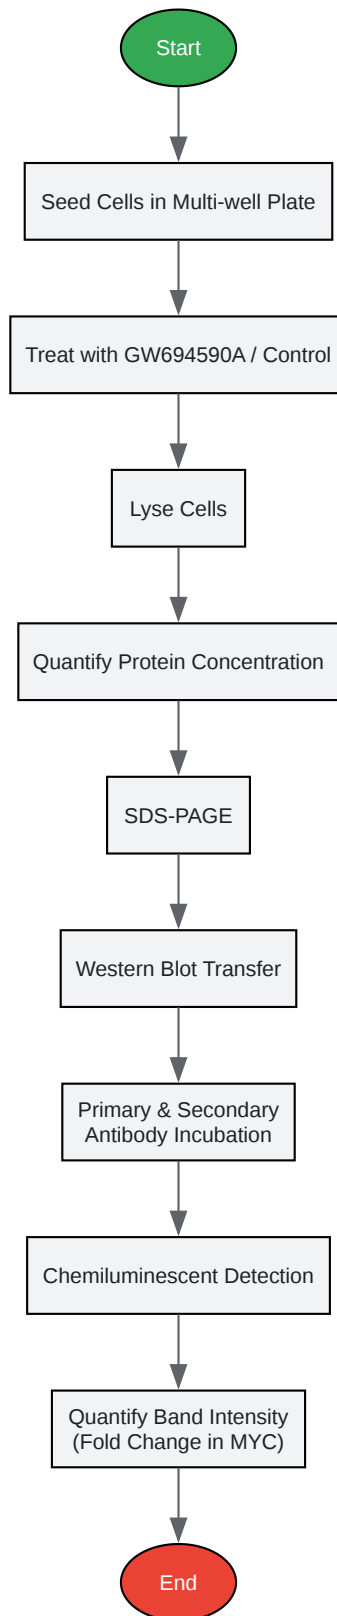 Start
Seed Cells in Multi-well Plate
Treat with GW694590A / Control
Lyse Cells
Quantify Protein Concentration
SDS-PAGE
Western Blot Transfer
Primary & Secondary
Antibody Incubation
Chemiluminescent Detection
Quantify Band Intensity
(Fold Change in MYC)
End